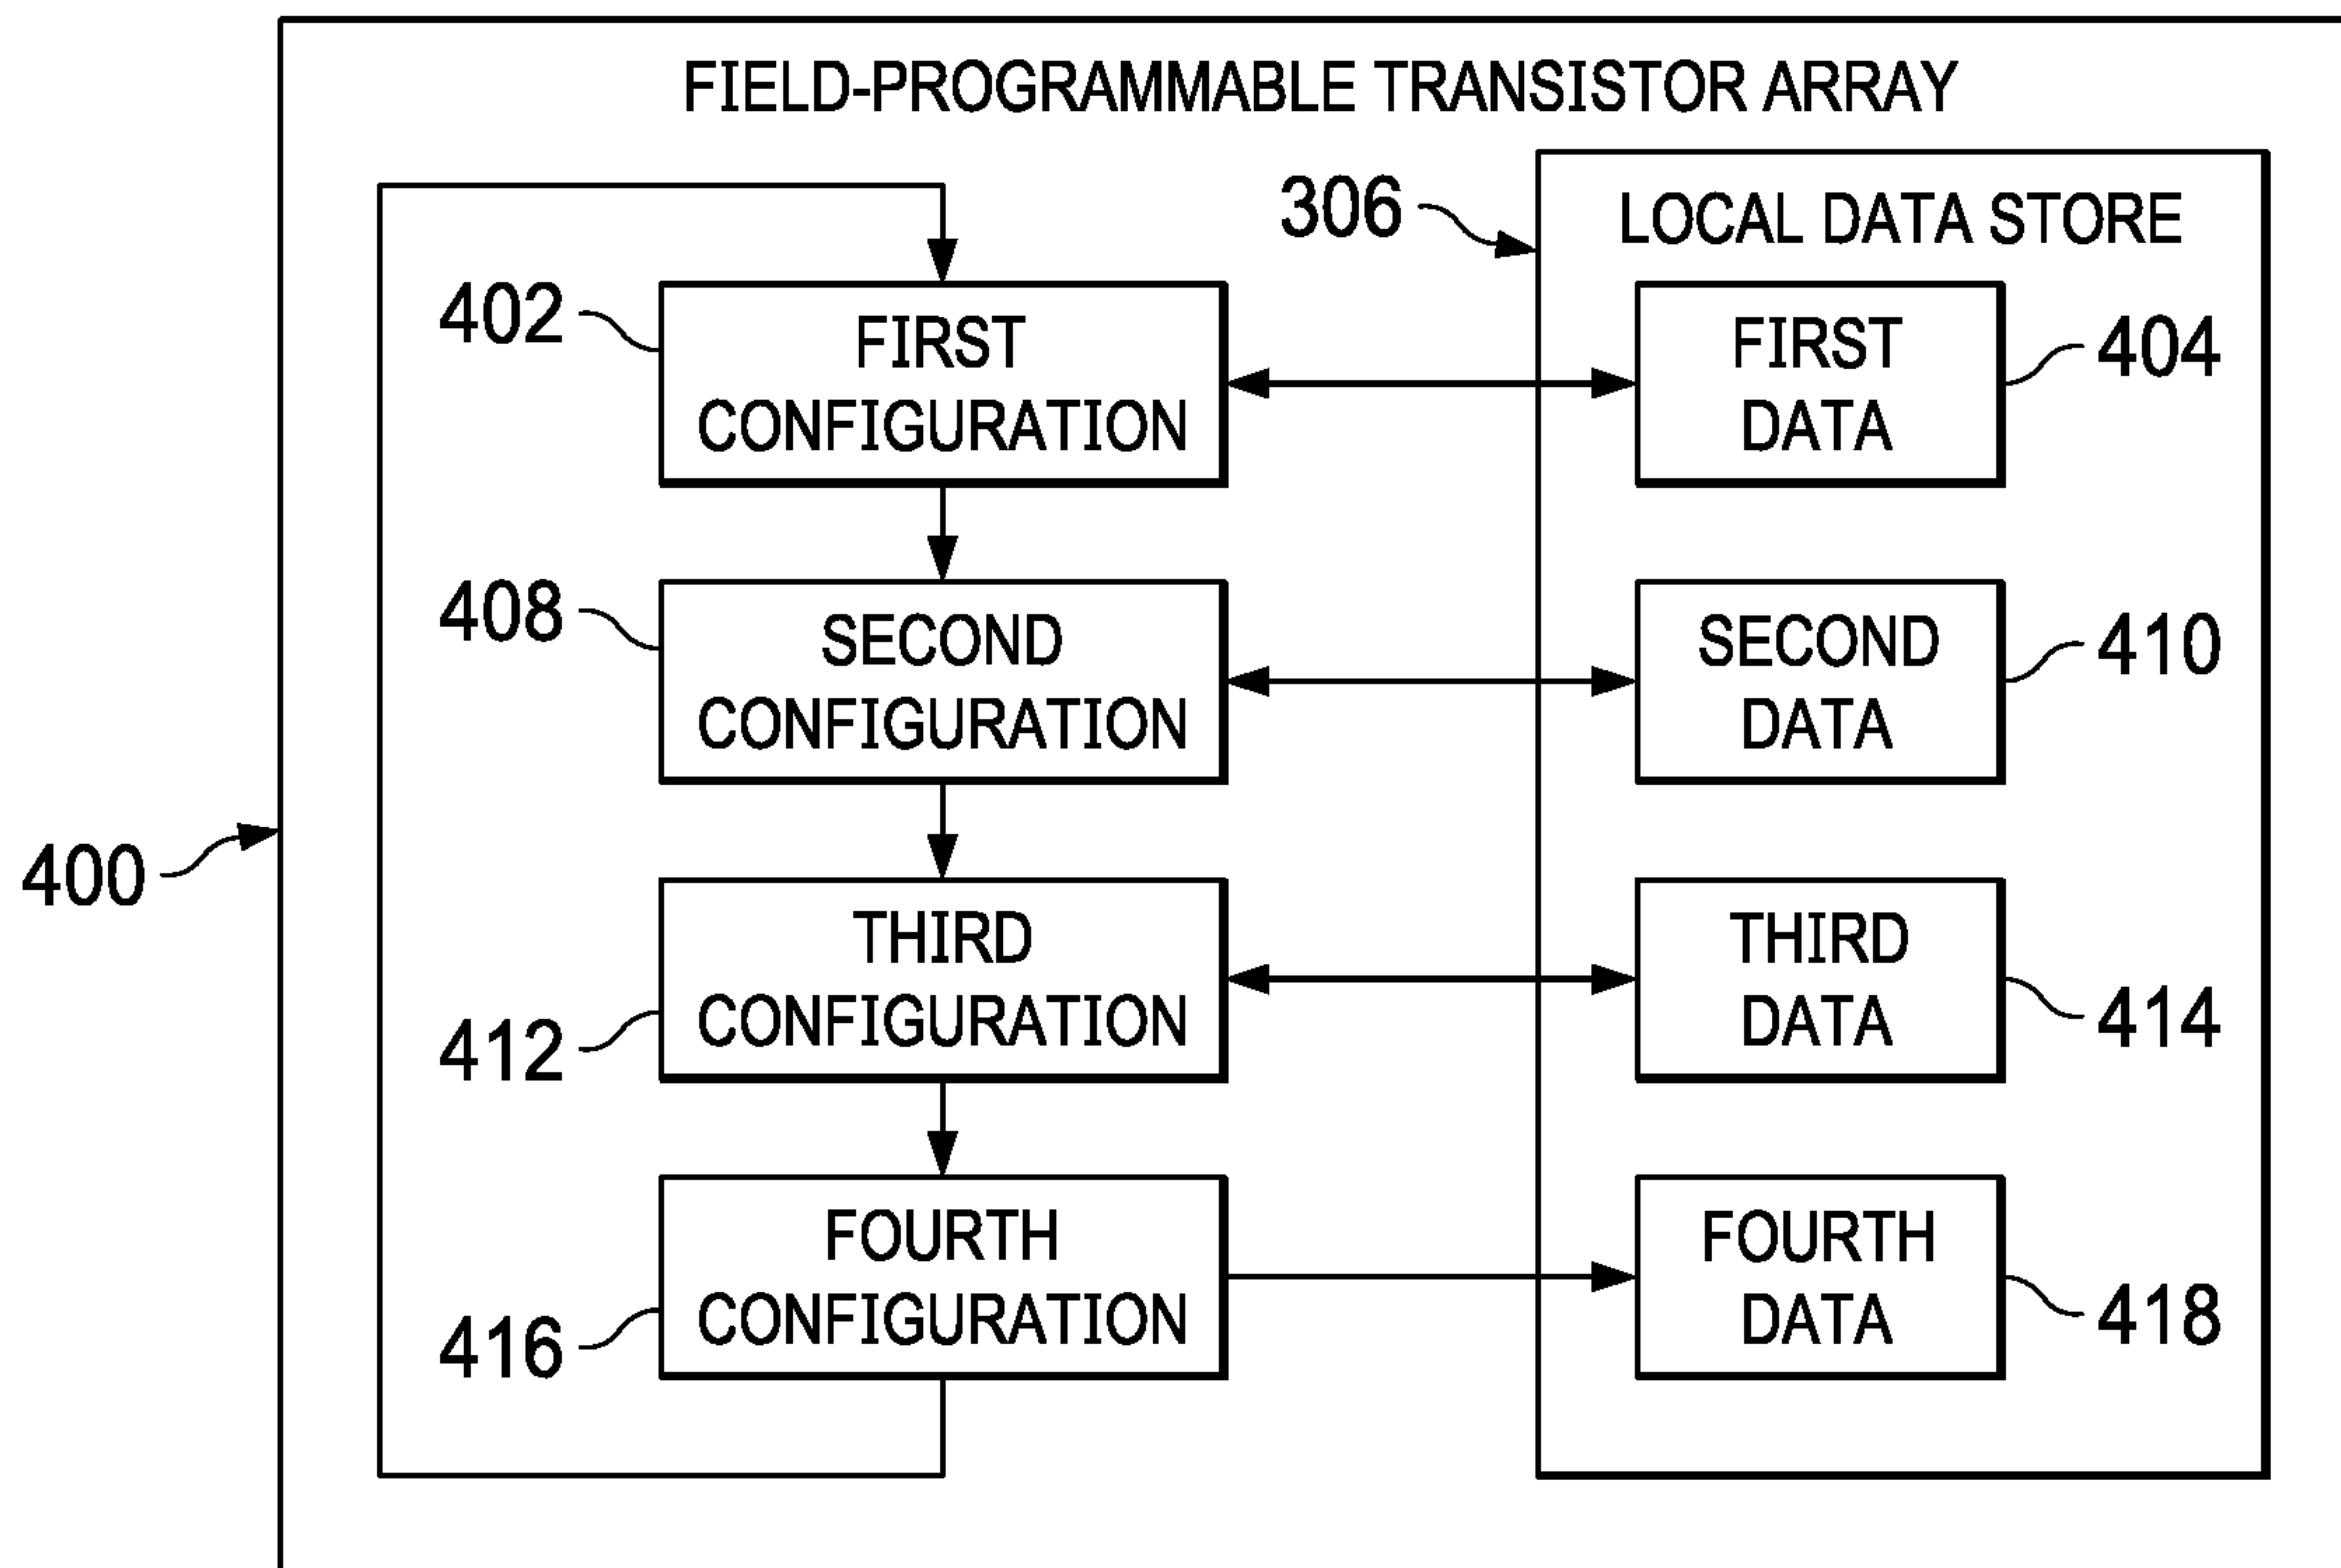 FIELD-PROGRAMMABLE TRANSISTOR ARRAY
306
LOCAL DATA STORE
402
FIRST
CONFIGURATION
FIRST
DATA
404
408
SECOND
CONFIGURATION
SECOND
DATA
410
400
412
THIRD
CONFIGURATION
THIRD
DATA
414
416
FOURTH
CONFIGURATION
FOURTH
DATA
418